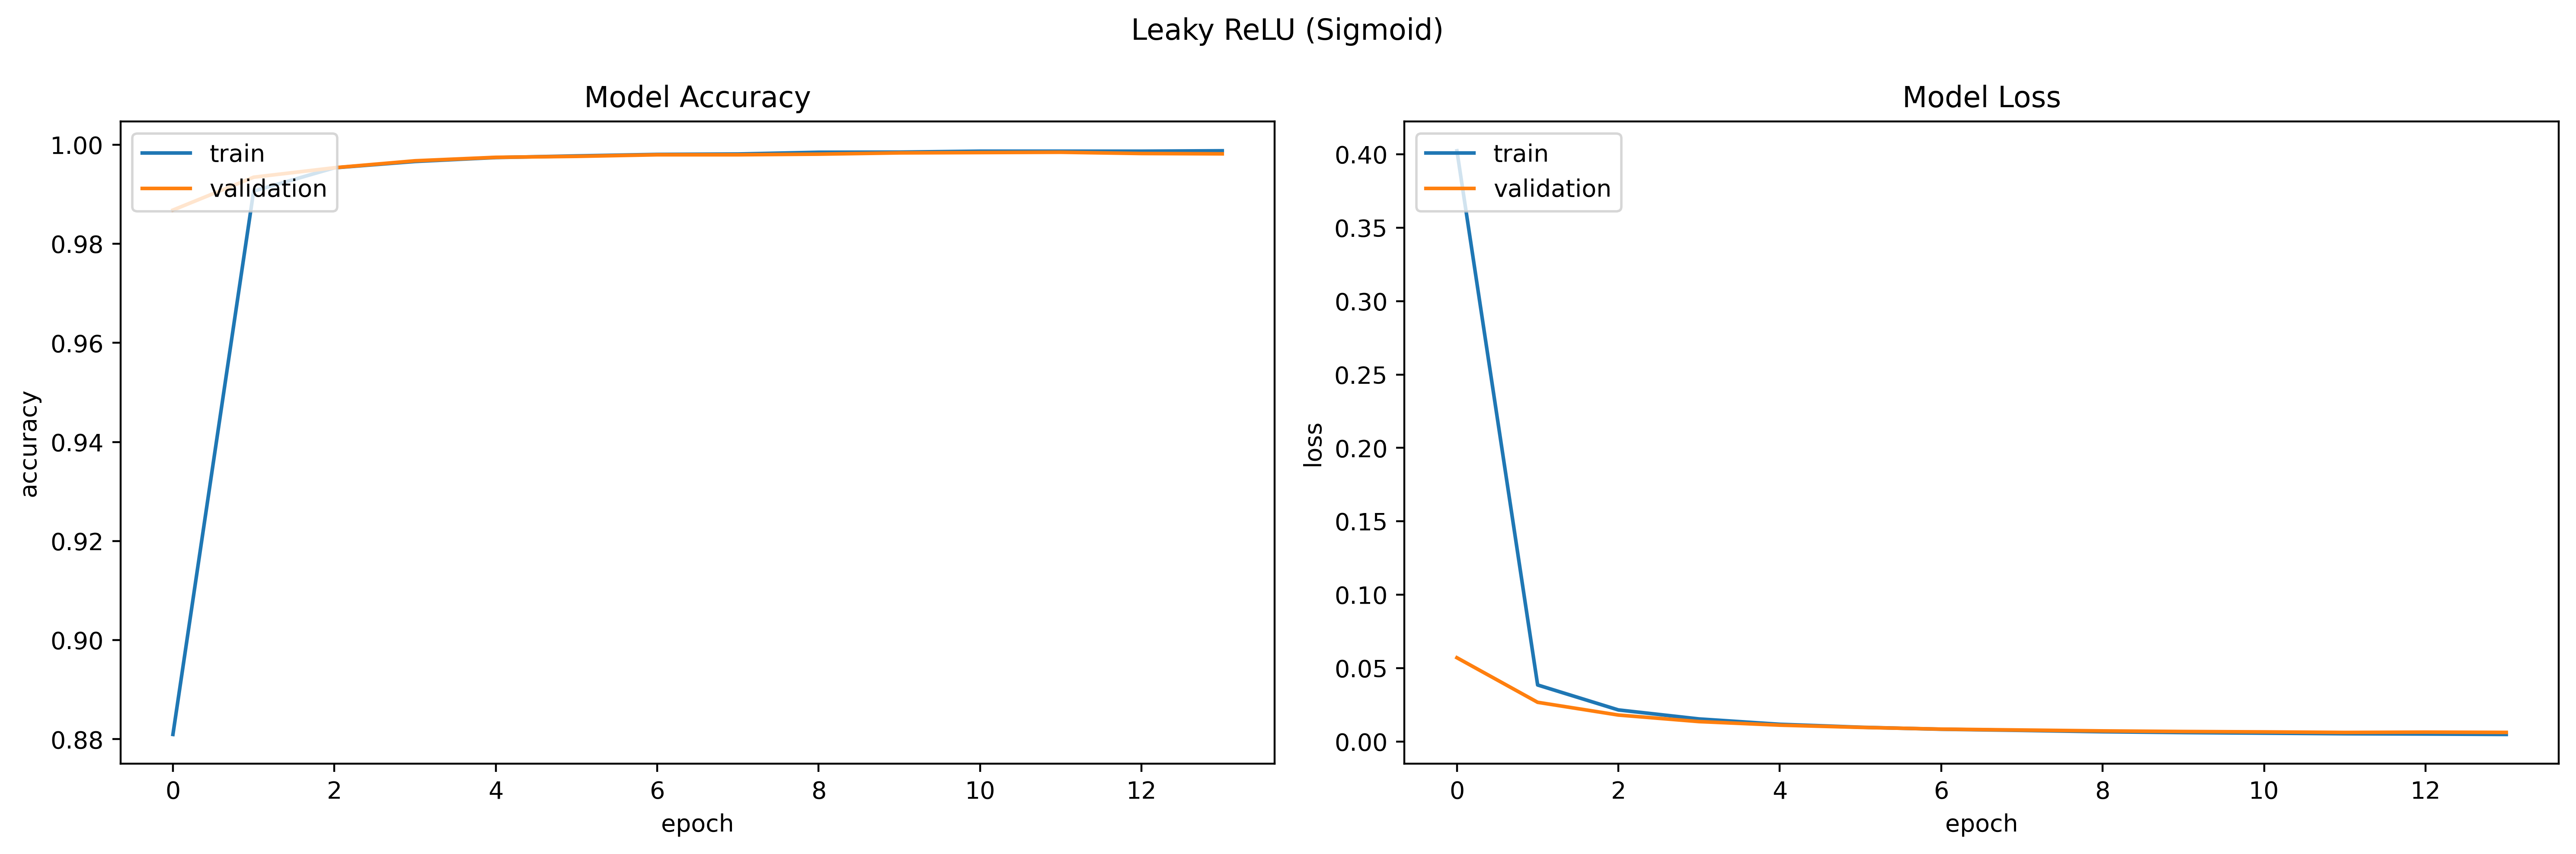 Leaky ReLU (Sigmoid)
Model Accuracy
train
validation
1.00
0.98
0.96
0.94
0.92
0.90
0.88
accuracy
0
2
4
6
8
10
12
epoch
Model Loss
train
validation
0.40
0.35
0.30
0.25
0.20
0.15
0.10
0.05
0.00
loss
0
2
4
6
8
10
12
epoch